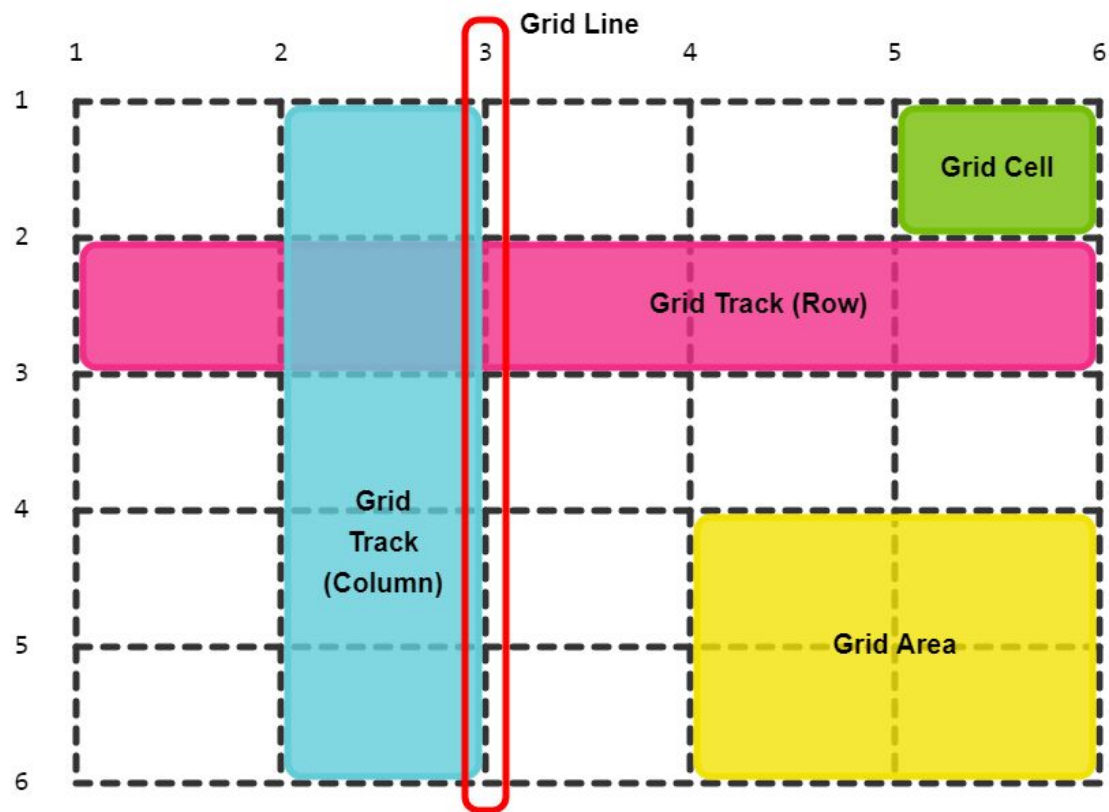 Grid Line
1 2 3 4 5 6
1
Grid Cell
2
Grid Track (Row)
3
4
Grid
Track
(Column)
5
Grid Area
6